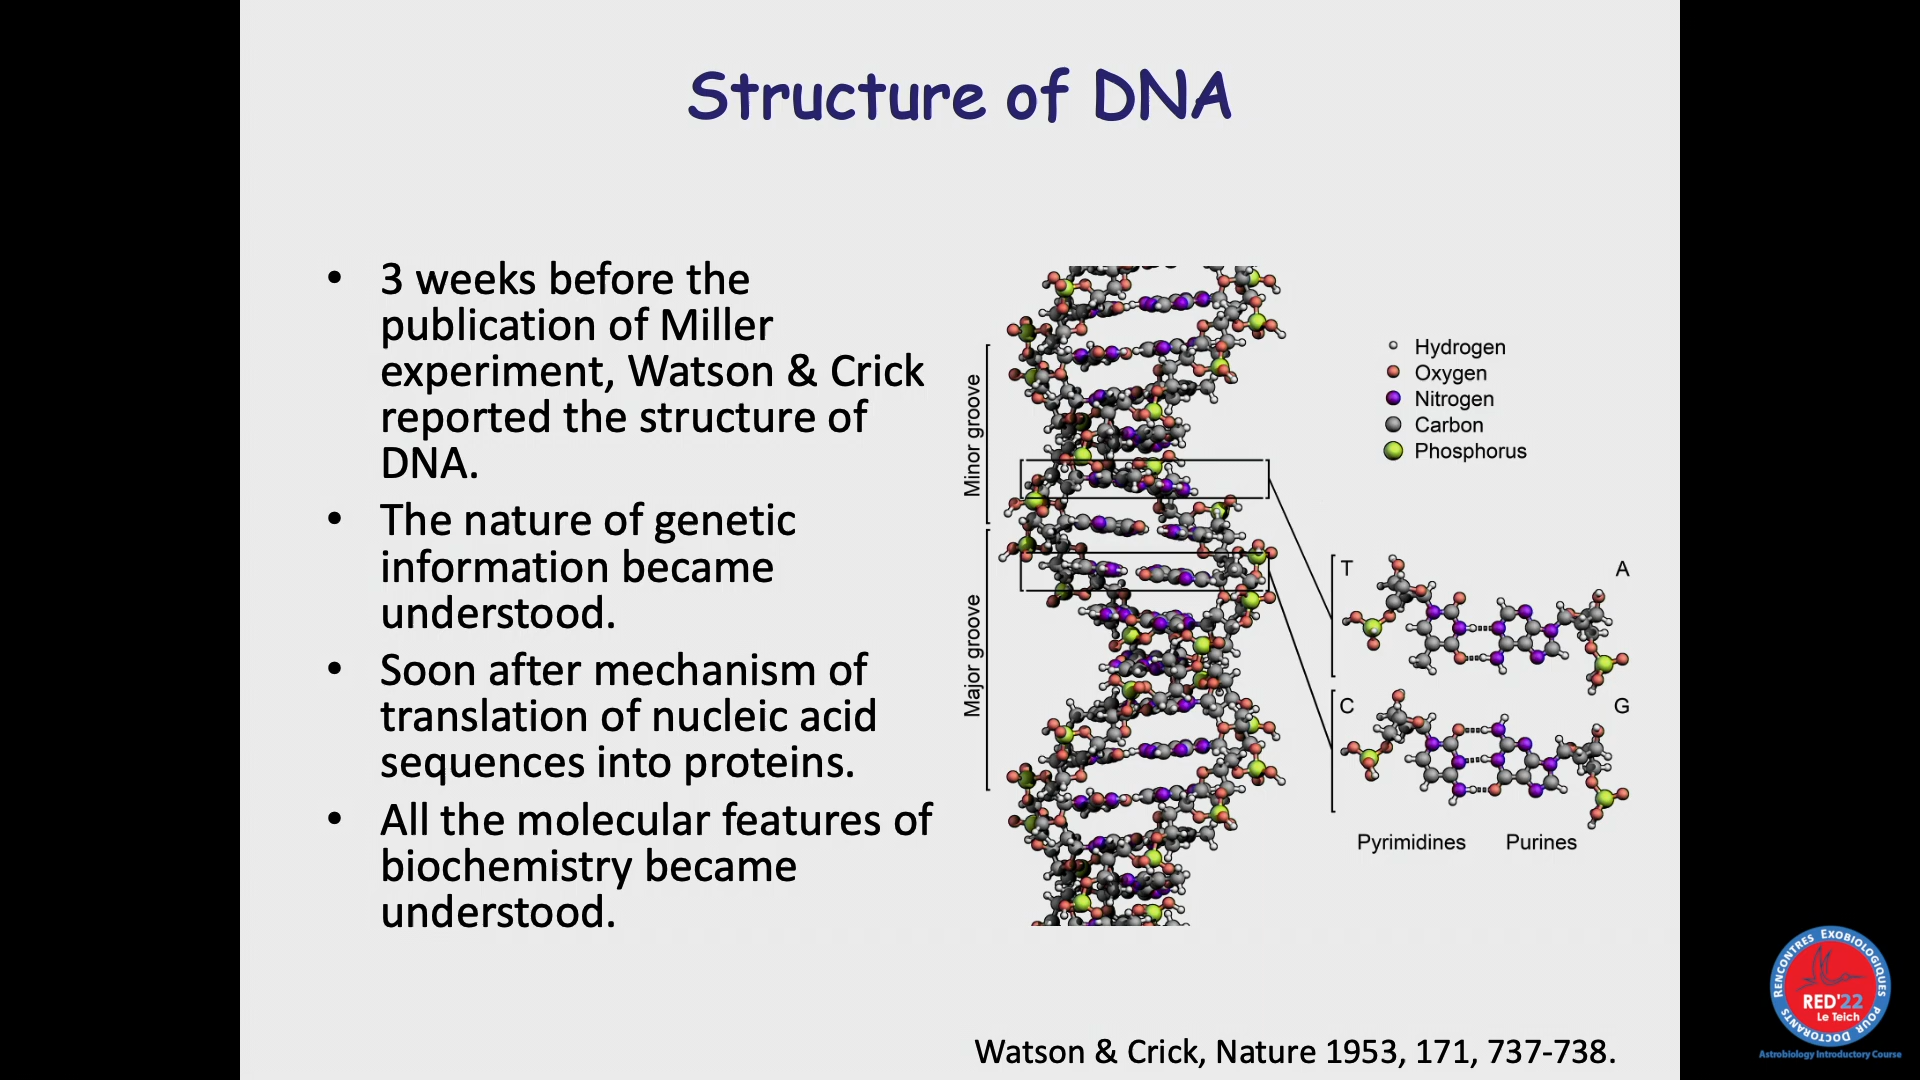 Structure of DNA
• 3 weeks before the
publication of Miller
experiment, Watson & Crick
reported the structure of
DNA.
• The nature of genetic
information became
understood.
• Soon after mechanism of
translation of nucleic acid
sequences into proteins.
• All the molecular features of
biochemistry became
understood.
Minor groove
Major groove
Hydrogen
Oxygen
Nitrogen
Carbon
Phosphorus
T A
C G
Pyrimidines Purines
Watson & Crick, Nature 1953, 171, 737-738.
RENCONTRES EXOBIOLOGIQUES POUR DOCTORANTS
RED'22
Le Teich
Astrobiology Introductory Course